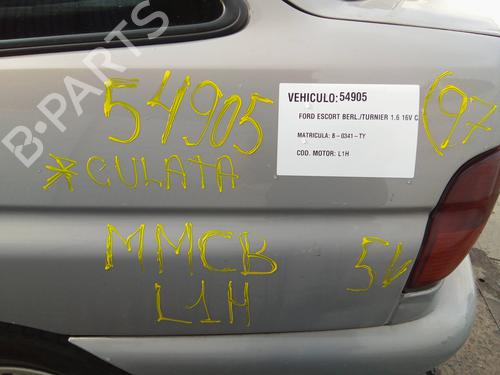 B-PARTS
54905
*CULATA
MMCB
L1H
(97
5V
VEHICULO:54905
FORD ESCORT BERL./TURNIER 1.6 16V C
MATRICULA: B-0341-TY
COD. MOTOR: L1H